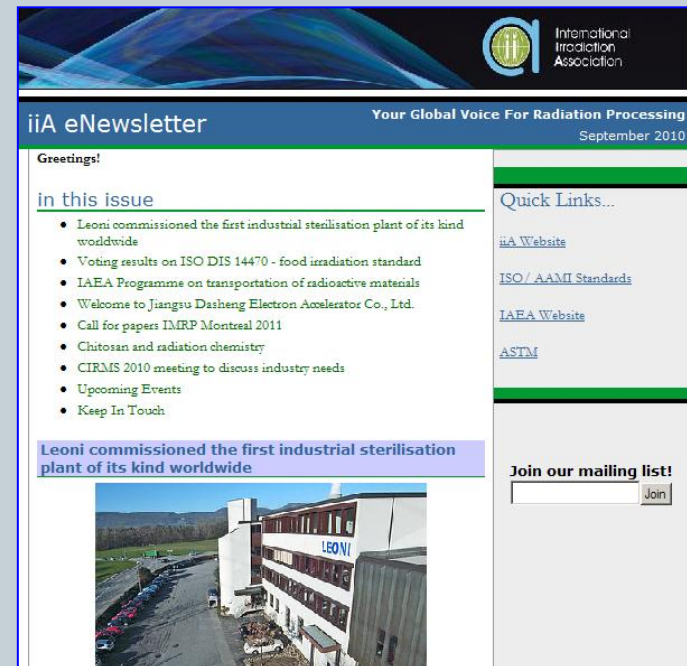 International
Irradiation
Association
iiA eNewsletter
Your Global Voice For Radiation Processing
September 2010
Greetings!
in this issue
Leoni commissioned the first industrial sterilisation plant of its kind
worldwide
Voting results on ISO DIS 14470 - food irradiation standard
IAEA Programme on transportation of radioactive materials
Welcome to Jiangsu Dasheng Electron Accelerator Co., Ltd.
Call for papers IMRP Montreal 2011
Chitosan and radiation chemistry
CIRMS 2010 meeting to discuss industry needs
Upcoming Events
Keep In Touch
Leoni commissioned the first industrial sterilisation
plant of its kind worldwide
LEONI
Quick Links...
iiA Website
ISO / AAMI Standards
IAEA Website
ASTM
Join our mailing list!
Join